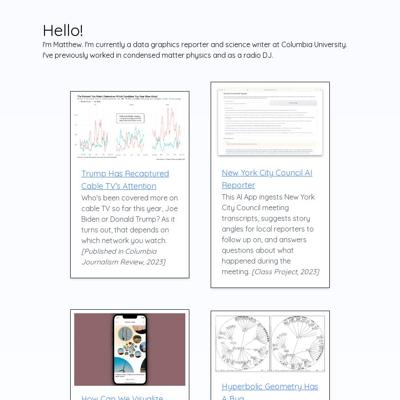 Hello!
I'm Matthew. I'm currently a data graphics reporter and science writer at Columbia University.
I've previously worked in condensed matter physics and as a radio DJ.
Trump Has Recaptured
Cable TV's Attention
Who's been covered more on
cable TV so far this year, Joe
Biden or Donald Trump? As it
turns out, that depends on
which network you watch.
[Published in Columbia
Journalism Review, 2023]
New York City Council AI
Reporter
This AI App ingests New York
City Council meeting
transcripts, suggests story
angles for local reporters to
follow up on, and answers
questions about what
happened during the
meeting. [Class Project, 2023]
How Can We Visualize
Hyperbolic Geometry Has
A Bug